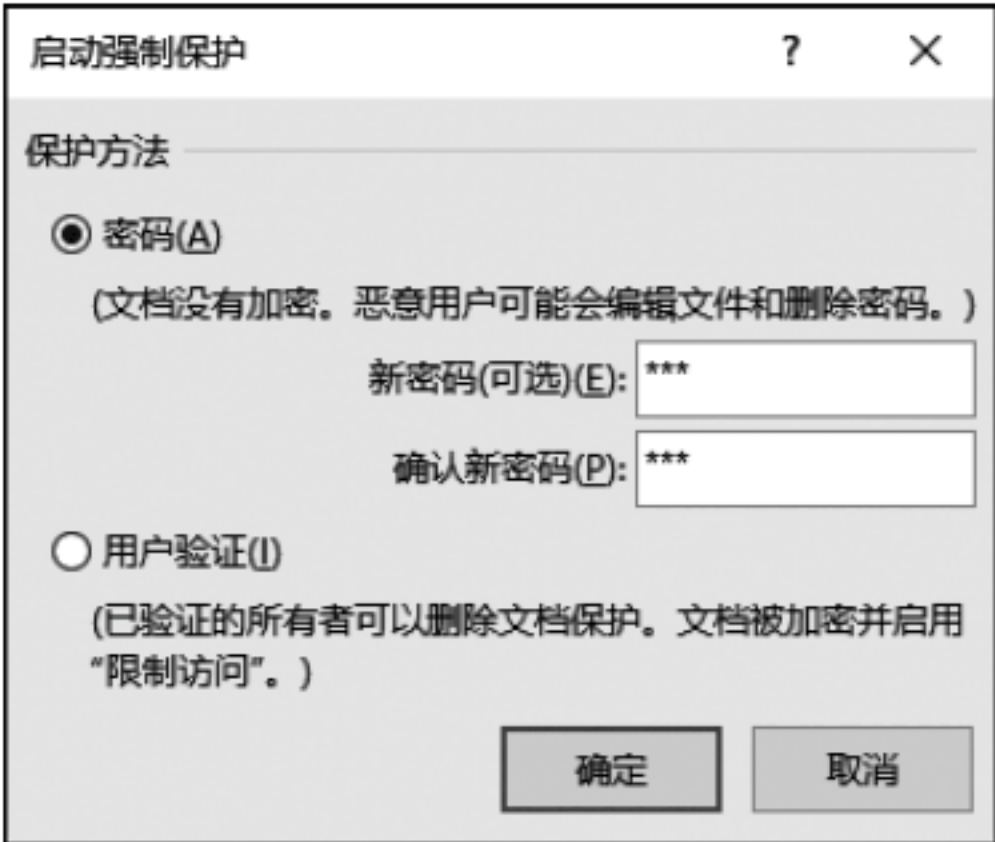 启动强制保护 ?
保护方法
密码(A)
(文档没有加密。恶意用户可能会编辑文件和删除密码。)
新密码(可选)(E): ***
确认新密码(P): ***
用户验证(I)
(已验证的所有者可以删除文档保护。文档被加密并启用
“限制访问”。)
确定 取消